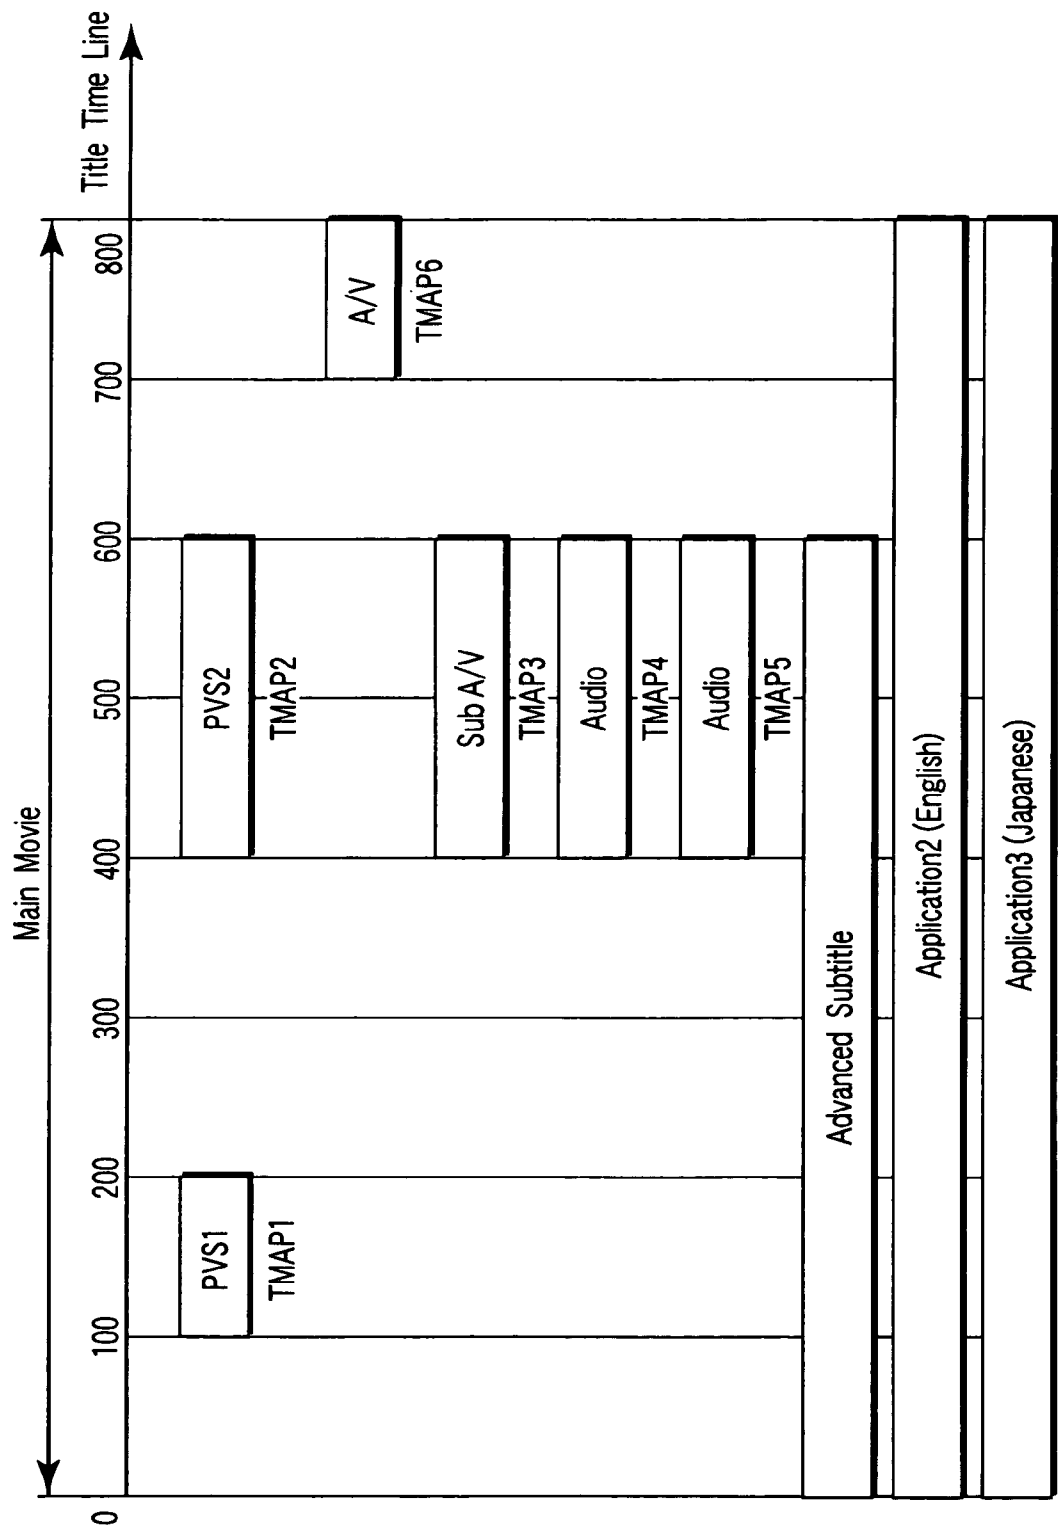 Main Movie
Title Time Line
0
100
200
300
400
500
600
700
800
PVS1
TMAP1
PVS2
TMAP2
A/V
TMAP6
Sub A/V
TMAP3
Audio
TMAP4
Audio
TMAP5
Advanced Subtitle
Application2 (English)
Application3 (Japanese)